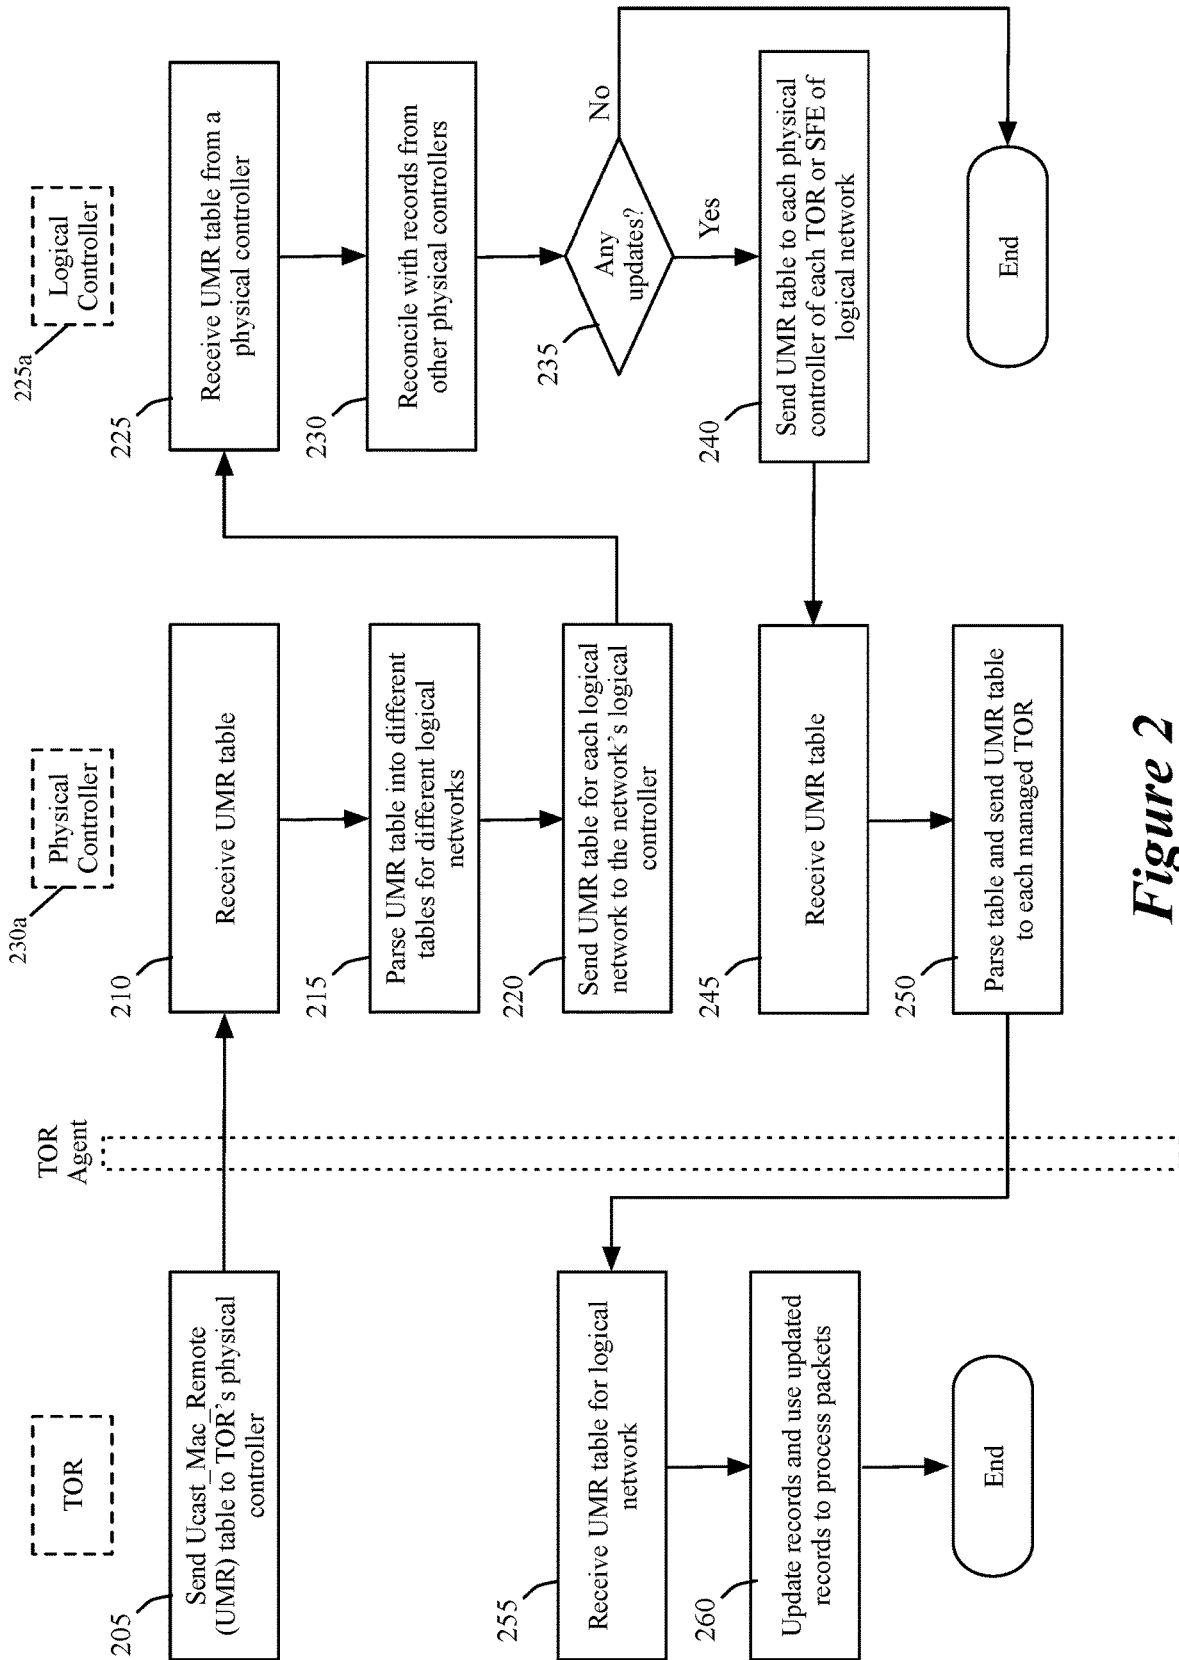 TOR
TOR
Agent
230a
Physical
Controller
225a
Logical
Controller
205
Send Ucast_Mac_Remote
(UMR) table to TOR's physical
controller
210
Receive UMR table
215
Parse UMR table into different
tables for different logical
networks
220
Send UMR table for each logical
network to the network's logical
controller
225
Receive UMR table from a
physical controller
230
Reconcile with records from
other physical controllers
235
Any
updates?
No
Yes
240
Send UMR table to each physical
controller of each TOR or SFE of
logical network
End
245
Receive UMR table
250
Parse table and send UMR table
to each managed TOR
255
Receive UMR table for logical
network
260
Update records and use updated
records to process packets
End
Figure 2